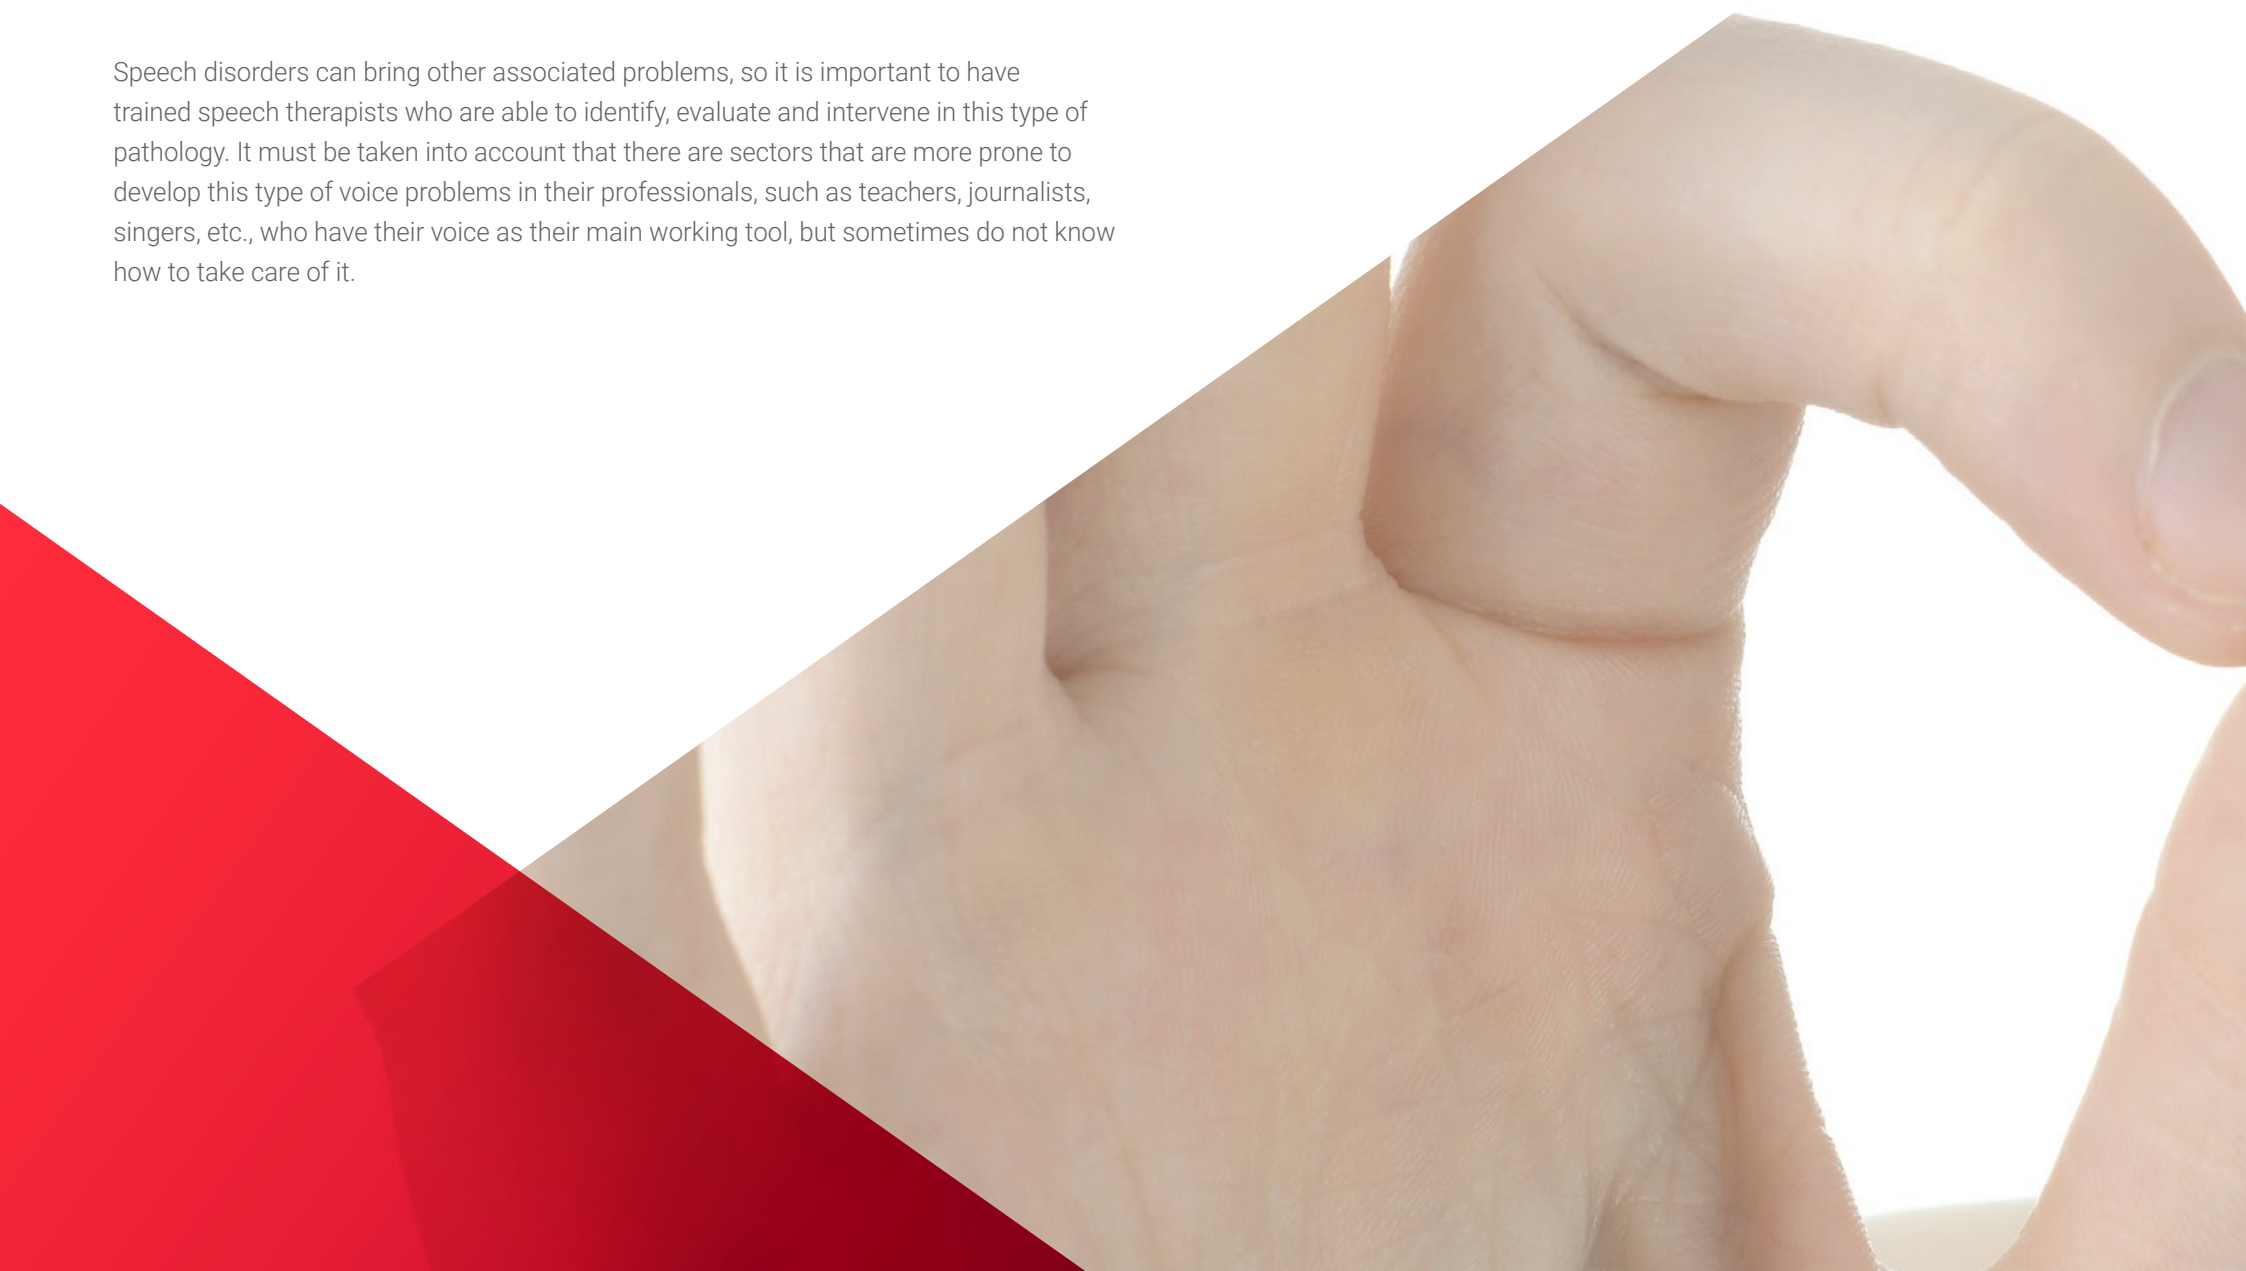 Speech disorders can bring other associated problems, so it is important to have
trained speech therapists who are able to identify, evaluate and intervene in this type of
pathology. It must be taken into account that there are sectors that are more prone to
develop this type of voice problems in their professionals, such as teachers, journalists,
singers, etc., who have their voice as their main working tool, but sometimes do not know
how to take care of it.